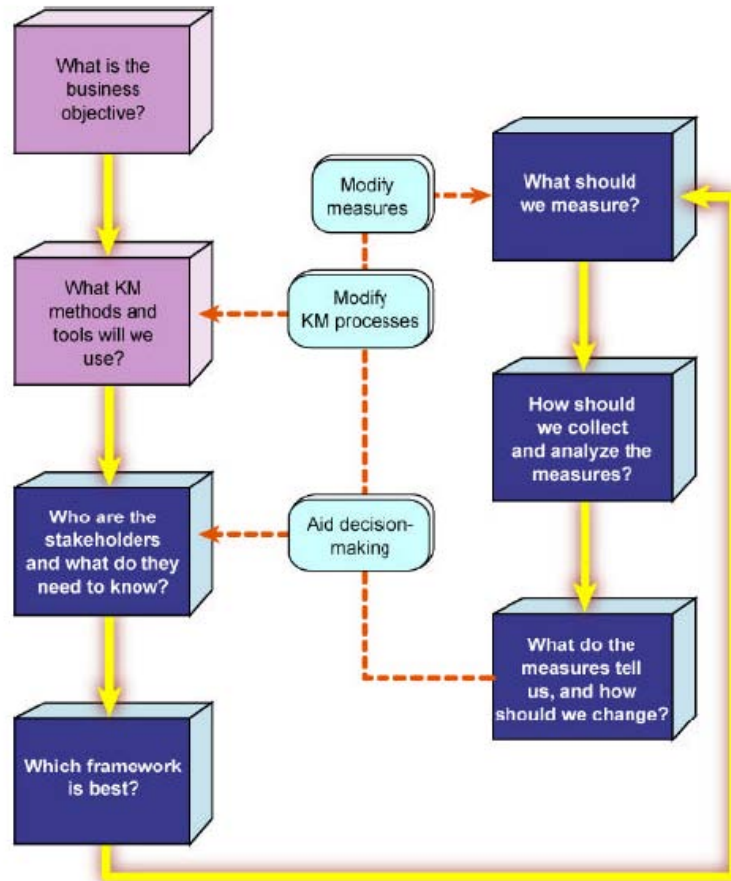 What is the
business
objective?
What KM
methods and
tools will we
use?
Who are the
stakeholders
and what do they
need to know?
Which framework
is best?
Modify
measures
Modify
KM processes
Aid decision-
making
What should
we measure?
How should
we collect
and analyze the
measures?
What do the
measures tell
us, and how
should we change?